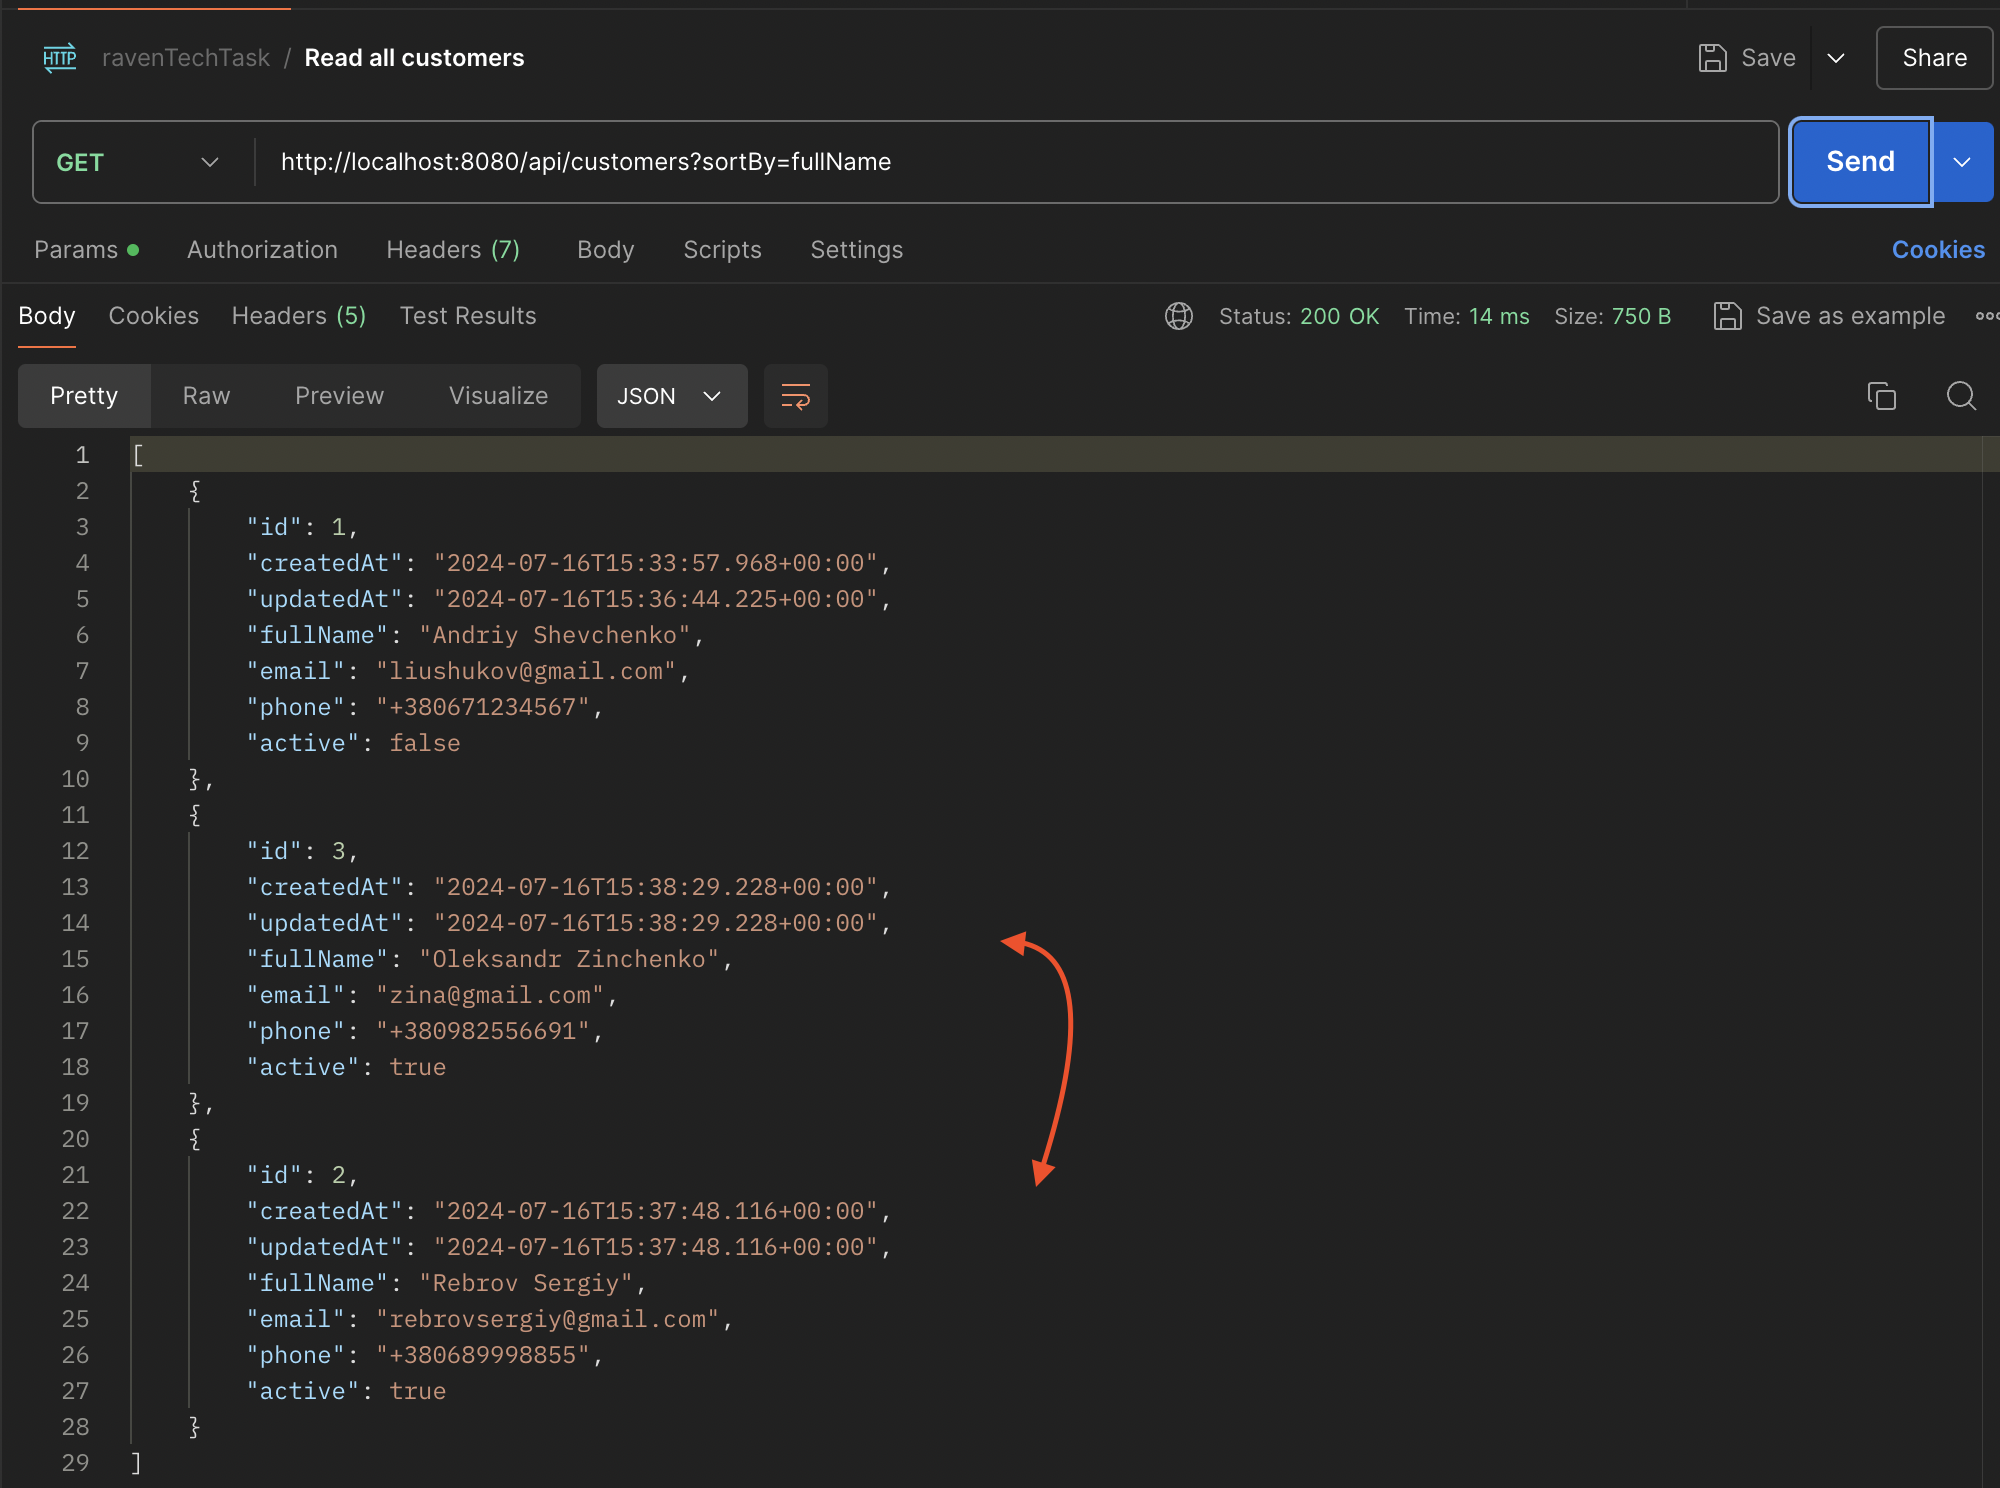 HTTP ravenTechTask / Read all customers Save Share
GET http://localhost:8080/api/customers?sortBy=fullName Send
Params Authorization Headers (7) Body Scripts Settings Cookies
Body Cookies Headers (5) Test Results Status: 200 OK Time: 14 ms Size: 750 B Save as example
Pretty Raw Preview Visualize JSON
1 [
2 {
3 "id": 1,
4 "createdAt": "2024-07-16T15:33:57.968+00:00",
5 "updatedAt": "2024-07-16T15:36:44.225+00:00",
6 "fullName": "Andriy Shevchenko",
7 "email": "liushukov@gmail.com",
8 "phone": "+380671234567",
9 "active": false
10 },
11 {
12 "id": 3,
13 "createdAt": "2024-07-16T15:38:29.228+00:00",
14 "updatedAt": "2024-07-16T15:38:29.228+00:00",
15 "fullName": "Oleksandr Zinchenko",
16 "email": "zina@gmail.com",
17 "phone": "+380982556691",
18 "active": true
19 },
20 {
21 "id": 2,
22 "createdAt": "2024-07-16T15:37:48.116+00:00",
23 "updatedAt": "2024-07-16T15:37:48.116+00:00",
24 "fullName": "Rebrov Sergiy",
25 "email": "rebrovsergiy@gmail.com",
26 "phone": "+380689998855",
27 "active": true
28 }
29 ]